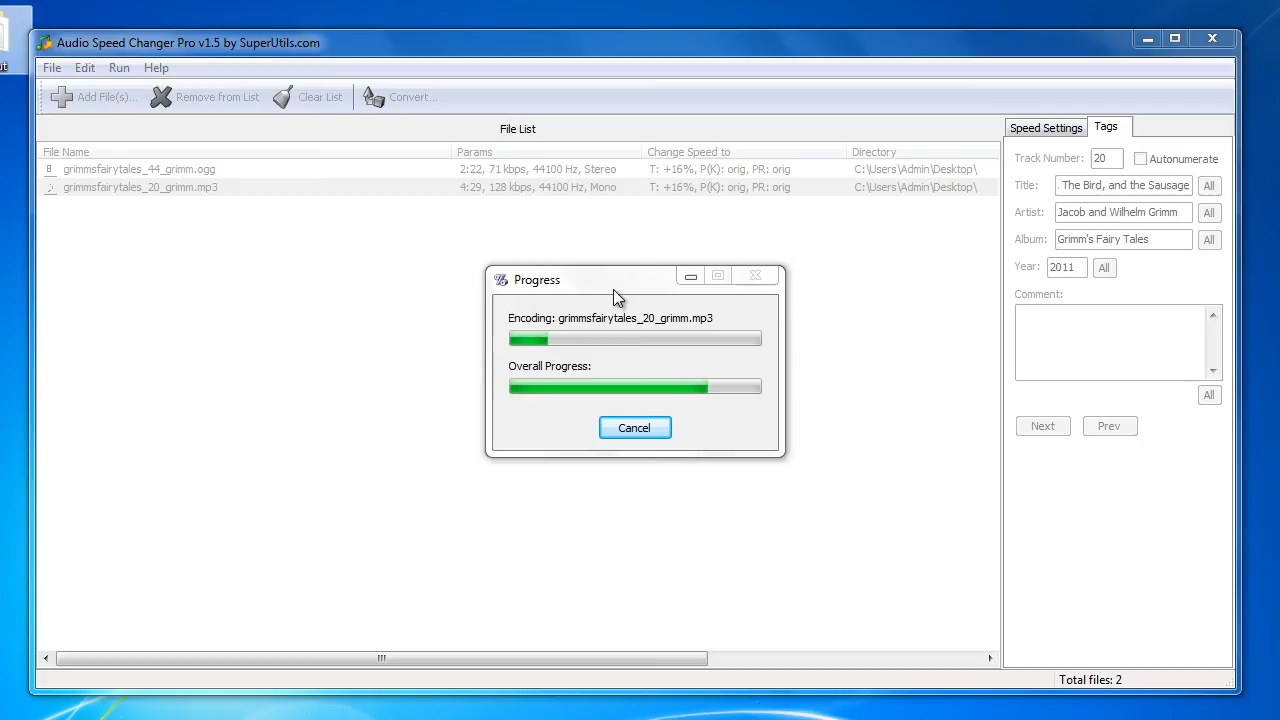 Audio Speed Changer Pro v1.5 by SuperUtils.com
File Edit Run Help
Add File(s)... Remove from List Clear List Convert...
File List
Speed Settings Tags
File Name Params Change Speed to Directory
grimmsfairytales_44_grimm.ogg 2:22, 71 kbps, 44100 Hz, Stereo T: +16%, P(K): orig, PR: orig C:\Users\Admin\Desktop\
grimmsfairytales_20_grimm.mp3 4:29, 128 kbps, 44100 Hz, Mono T: +16%, P(K): orig, PR: orig C:\Users\Admin\Desktop\
Track Number: 20 Autonumerate
Title: . The Bird, and the Sausage All
Artist: Jacob and Wilhelm Grimm All
Album: Grimm's Fairy Tales All
Year: 2011 All
Comment:
All
Next Prev
Progress
Encoding: grimmsfairytales_20_grimm.mp3
Overall Progress:
Cancel
Total files: 2